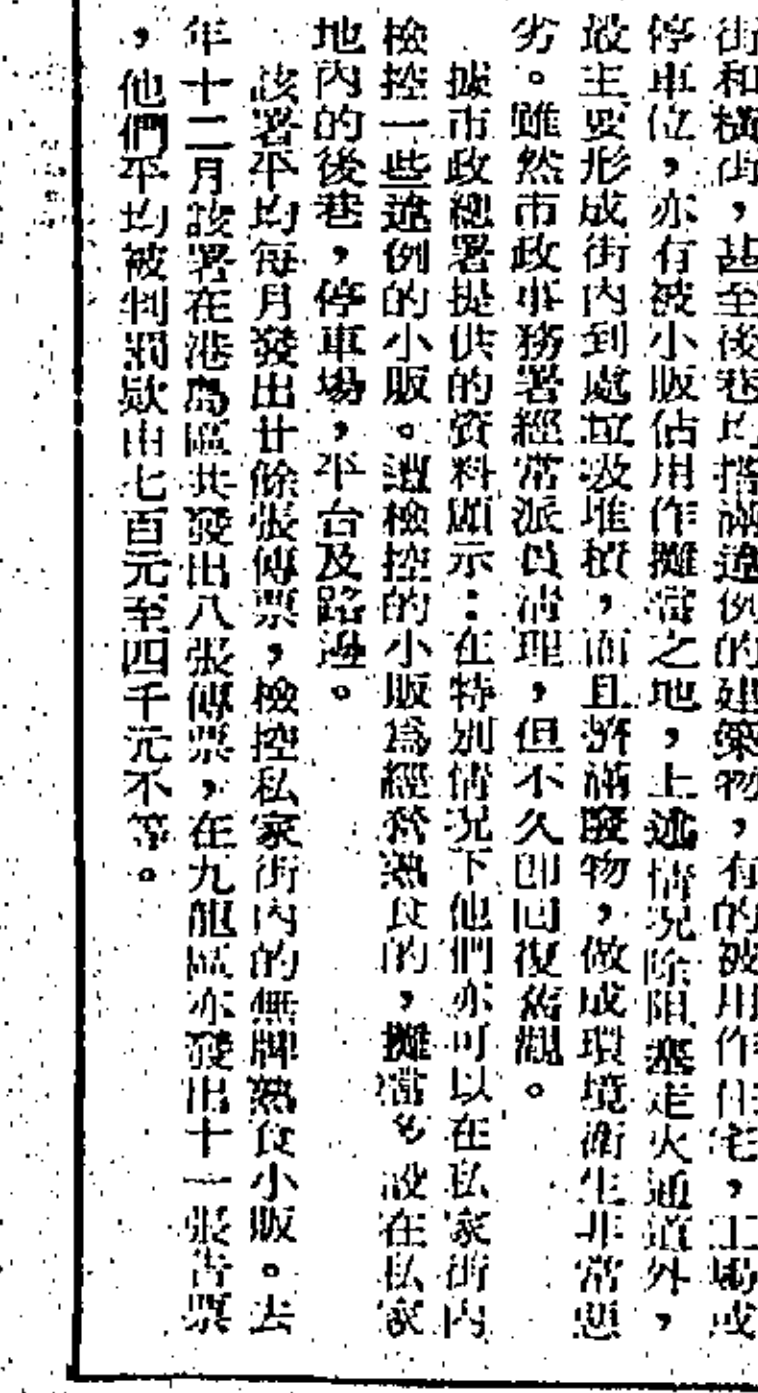 街和橫街，甚至後巷均搭滿違例的建築物，有的被用作住宅，工場或
停車位，亦有被小販佔用作攤檔之地，上述情況除阻塞走火通道外，
最主要形成街內到處垃圾堆積，而且擠滿廢物，做成環境衛生非常惡
劣。雖然市政事務署經常派員清理，但不久即回復舊觀。
據市政總署提供的資料顯示：在特別情況下他們亦可以在私家街內
檢控一些違例的小販。遭檢控的小販為經營熟食的，攤檔多設在私家
地內的後巷，停車場，平台及路邊。
該署平均每月發出廿餘張傳票，檢控私家街內的無牌熟食小販。去
年十二月該署在港島區共發出八張傳票，在九龍區亦發出十一張告票
，他們平均被判罰款由七百元至四千元不等。